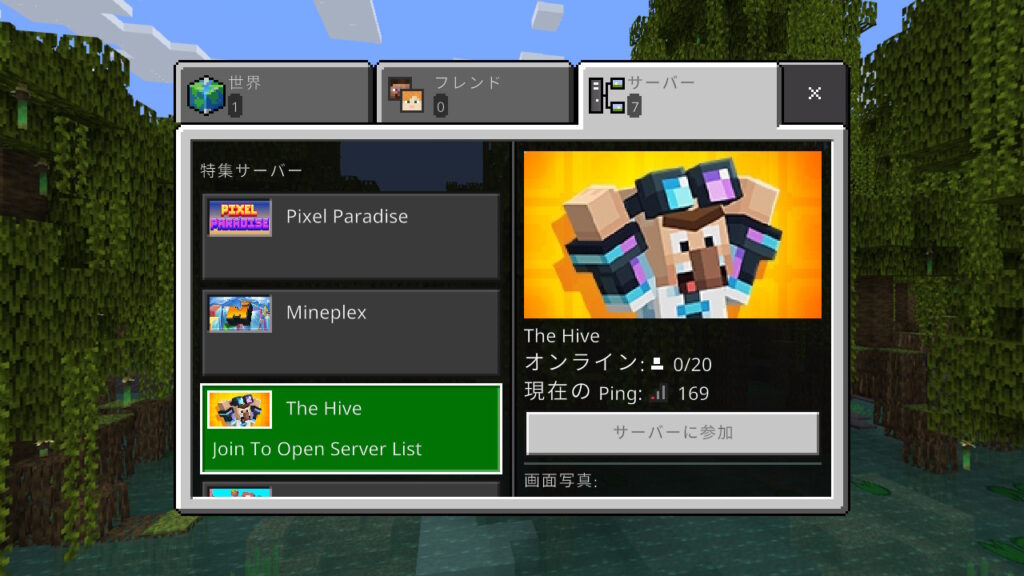 世界
1
フレンド
0
サーバー
7
特集サーバー
PIXEL
PARADISE
Pixel Paradise
Mineplex
The Hive
Join To Open Server List
The Hive
オンライン: 0/20
現在の Ping: 169
サーバーに参加
画面写真: